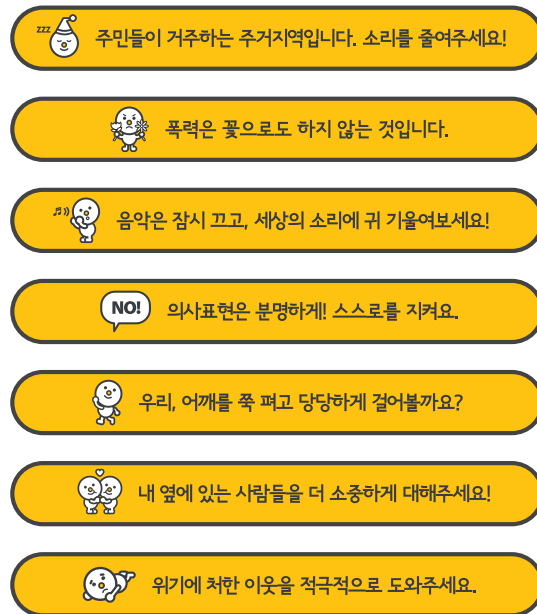 zzz 주민들이 거주하는 주거지역입니다. 소리를 줄여주세요!
폭력은 꽃으로도 하지 않는 것입니다.
음악은 잠시 끄고, 세상의 소리에 귀 기울여보세요!
NO! 의사표현은 분명하게! 스스로를 지켜요.
우리, 어깨를 쭉 펴고 당당하게 걸어볼까요?
내 옆에 있는 사람들을 더 소중하게 대해주세요!
위기에 처한 이웃을 적극적으로 도와주세요.